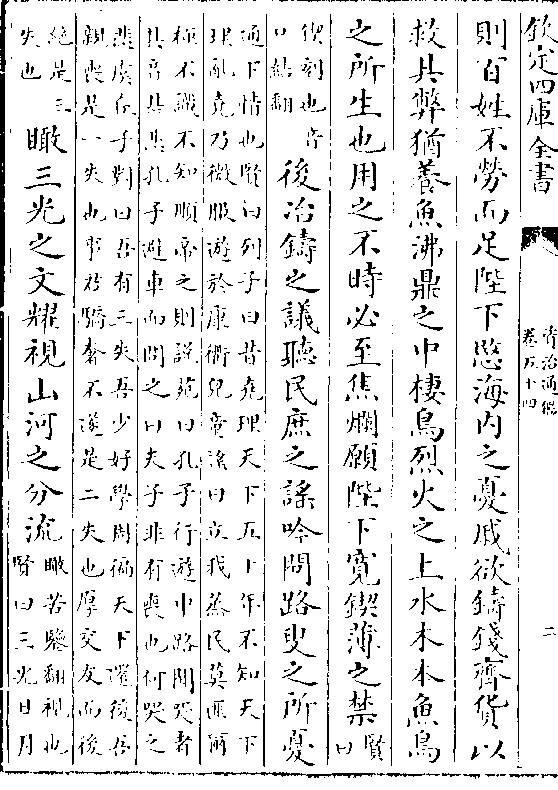 欽定四庫全書
資治通鑑
卷五十四
二
則百姓不勞而足陛下愍海内之憂戚欲鑄錢齊貨以
救其弊猶養魚沸鼎之中棲鳥烈火之上水木本魚鳥
之所生也用之不時必至焦爛願陛下寛鍥薄之禁
賢曰
鍥刻也音
口結翻
後冶鑄之議聽民庶之謠吟問路叟之所憂
通下情也賢曰列子曰昔堯理天下五十年不知天下
理亂堯乃微服遊於康衢兒童謠曰立我蒸民莫匪爾
極不識不知順帝之則説苑曰孔子行遊中路聞哭者
其音甚悲孔子避車而問之曰夫子非有喪也何哭之
悲虞丘子對曰吾有三失吾少好學周徧天下還後吾
親喪是一失也事君驕奢不遂是二失也厚交友而後
絶是三
失也
瞰三光之文耀視山河之分流
瞰苦鑒翻視也
賢曰三光日月